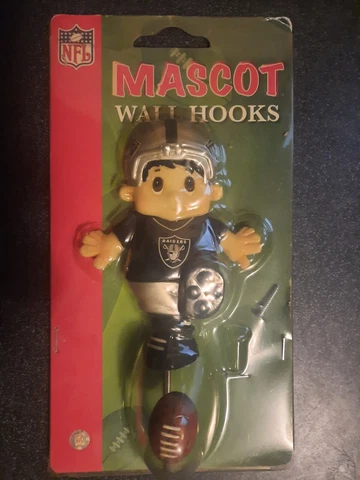 NFL
MASCOT
WALL HOOKS
RAIDERS